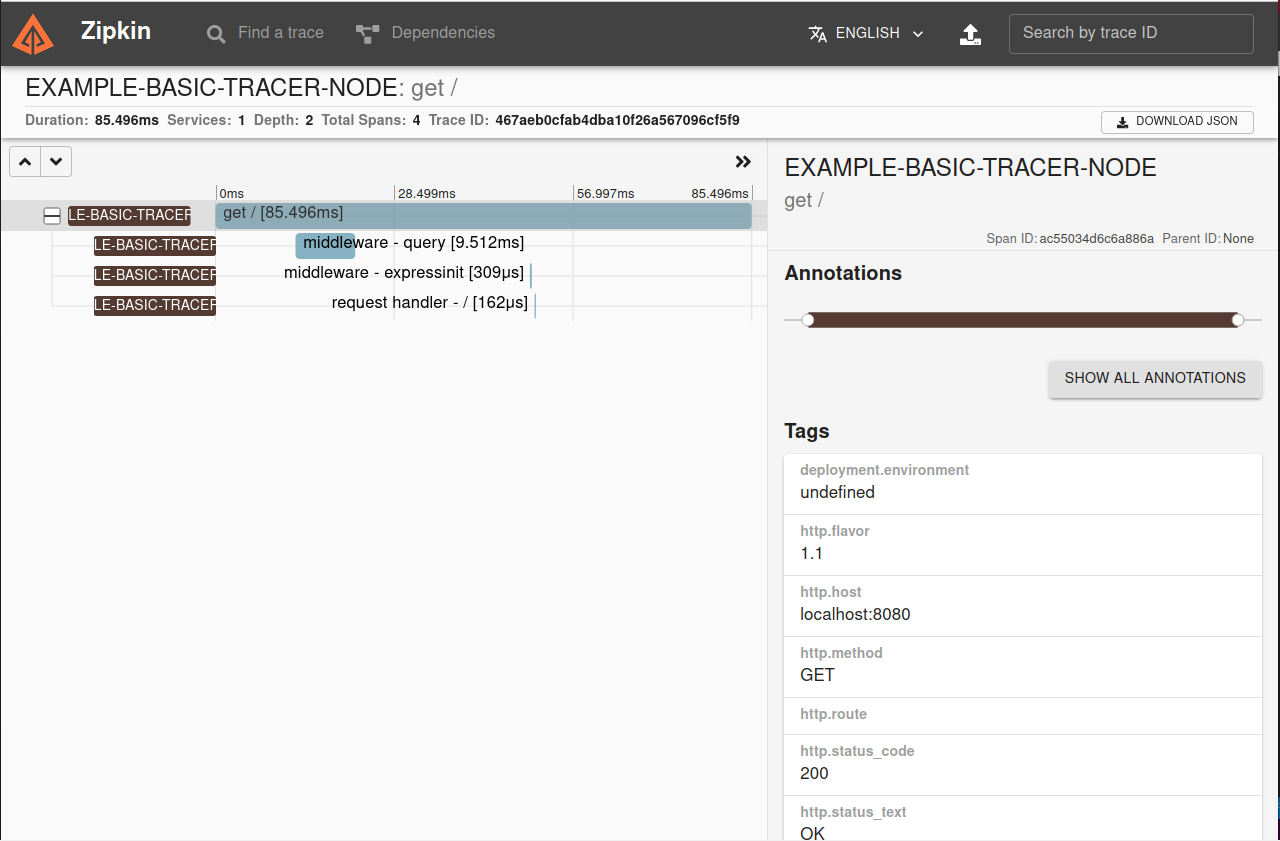 Zipkin
Find a trace
Dependencies
ENGLISH
Search by trace ID
EXAMPLE-BASIC-TRACER-NODE: get /
Duration: 85.496ms Services: 1 Depth: 2 Total Spans: 4 Trace ID: 467aeb0cfab4dba10f26a567096cf5f9
DOWNLOAD JSON
0ms 28.499ms 56.997ms 85.496ms
LE-BASIC-TRACER get / [85.496ms]
LE-BASIC-TRACER middleware - query [9.512ms]
LE-BASIC-TRACER middleware - expressinit [309µs]
LE-BASIC-TRACER request handler - / [162µs]
EXAMPLE-BASIC-TRACER-NODE
get /
Span ID: ac55034d6c6a886a Parent ID: None
Annotations
SHOW ALL ANNOTATIONS
Tags
deployment.environment
undefined
http.flavor
1.1
http.host
localhost:8080
http.method
GET
http.route
http.status_code
200
http.status_text
OK